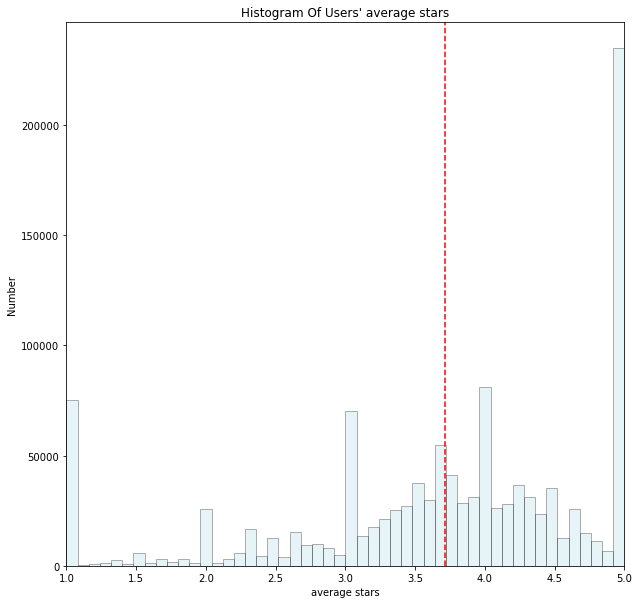 Histogram Of Users' average stars
200000
150000
Number
100000
50000
0
1.0 1.5 2.0 2.5 3.0 3.5 4.0 4.5 5.0
average stars